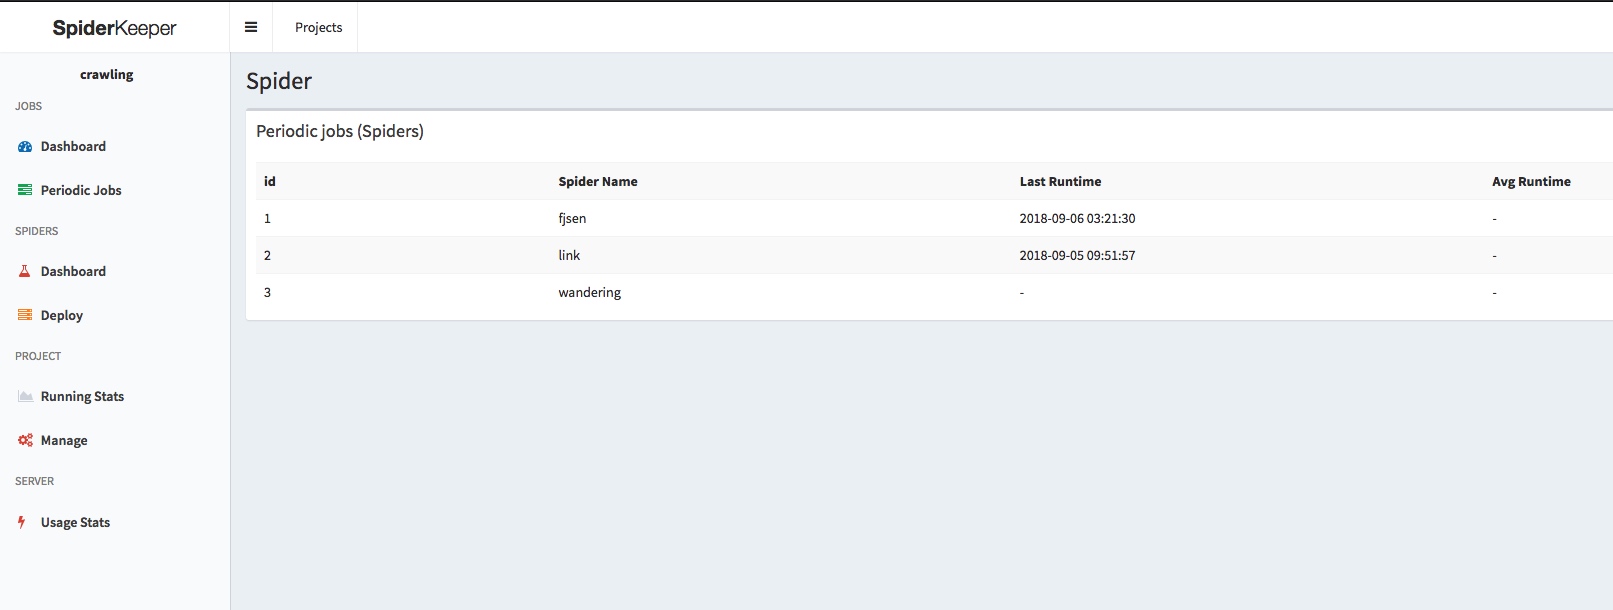 SpiderKeeper
Projects
crawling
JOBS
Dashboard
Periodic Jobs
SPIDERS
Dashboard
Deploy
PROJECT
Running Stats
Manage
SERVER
Usage Stats
Spider
Periodic jobs (Spiders)
id Spider Name Last Runtime Avg Runtime
1 fjsen 2018-09-06 03:21:30 -
2 link 2018-09-05 09:51:57 -
3 wandering - -